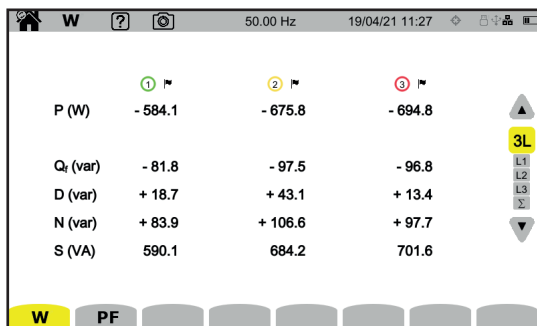 W ? 50.00 Hz 19/04/21 11:27
1 2 3
P (W) - 584.1 - 675.8 - 694.8
3L
Qf (var) - 81.8 - 97.5 - 96.8
L1
D (var) + 18.7 + 43.1 + 13.4
L2
L3
N (var) + 83.9 + 106.6 + 97.7
Σ
S (VA) 590.1 684.2 701.6
W PF